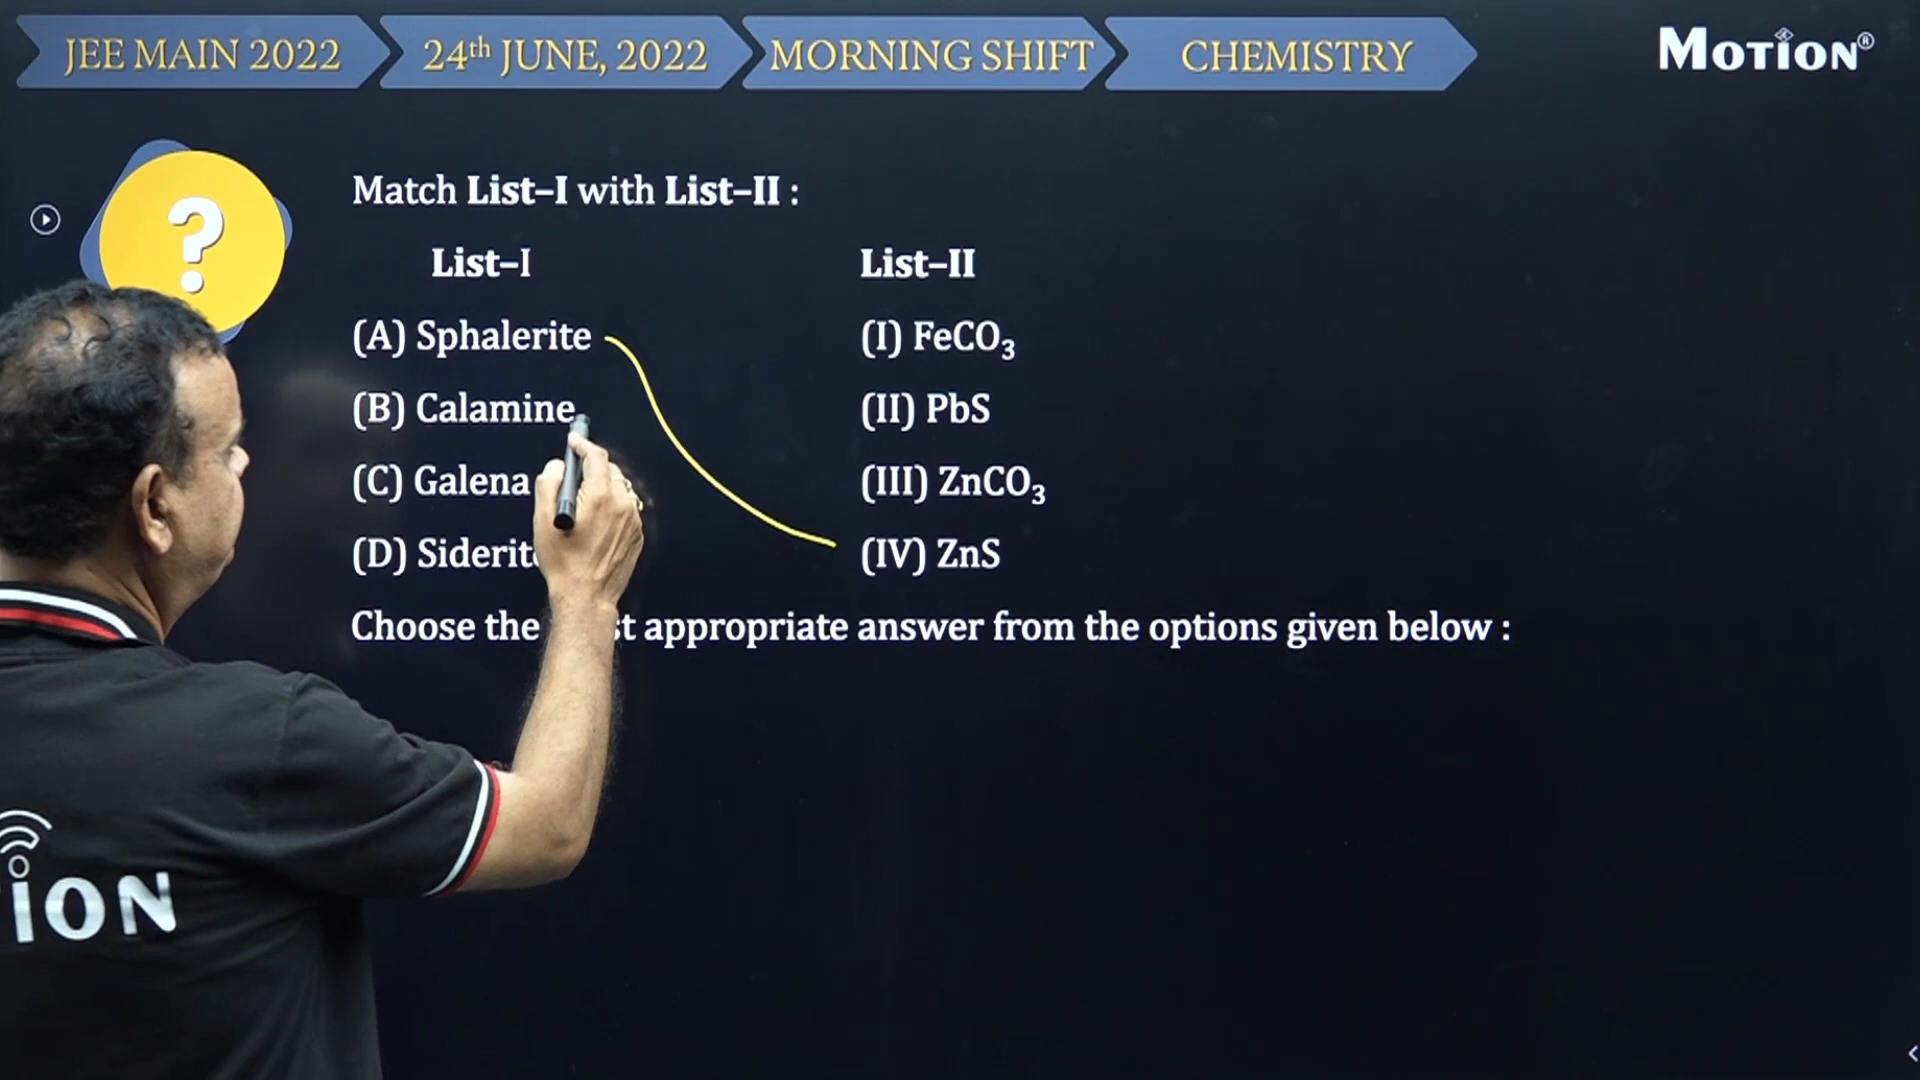 JEE MAIN 2022 24th JUNE, 2022 MORNING SHIFT CHEMISTRY MOTION®
?
Match List–I with List–II :
List–I List–II
(A) Sphalerite (I) FeCO₃
(B) Calamine (II) PbS
(C) Galena (III) ZnCO₃
(D) (IV) ZnS
Choose the appropriate answer from the options given below :
ION